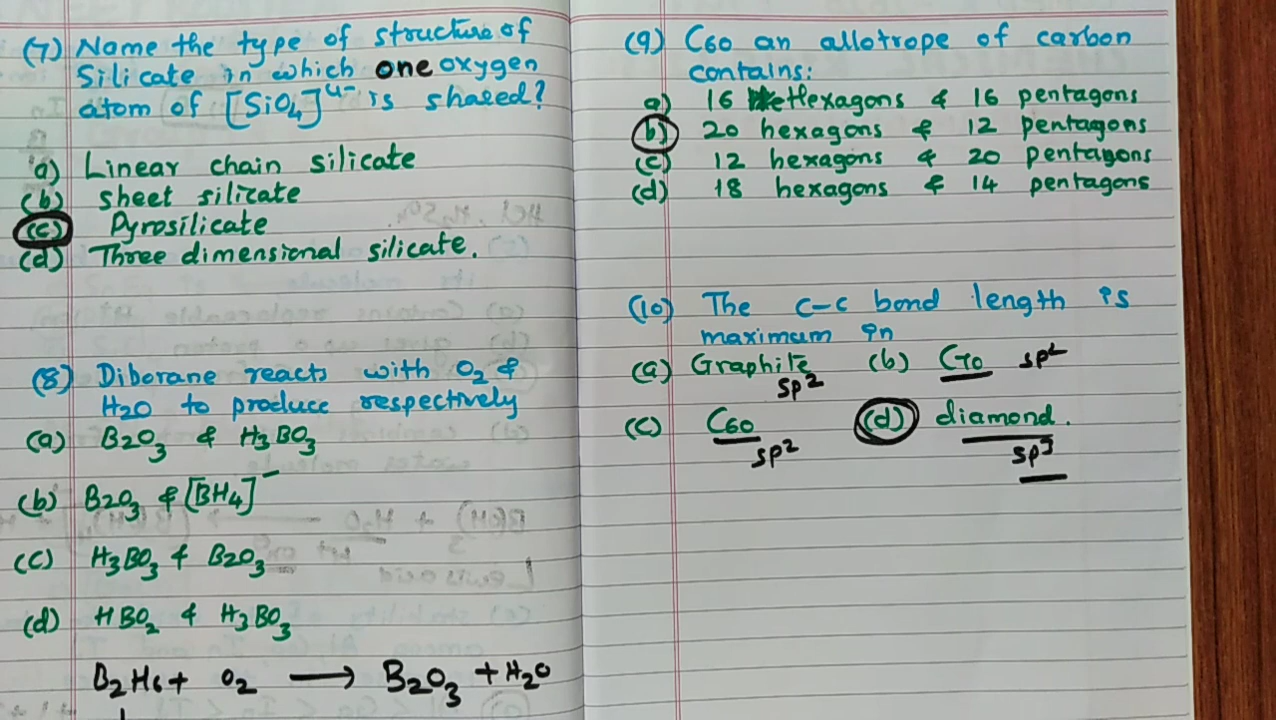 (7) Name the type of structure of
Silicate in which one oxygen
atom of [SiO4]4- is shared?
a) Linear chain silicate
(b) sheet silicate
(c) Pyrosilicate
(d) Three dimensional silicate.
(8) Diborane reacts with O2 &
H2O to produce respectively
(a) B2O3 & H3BO3
(b) B2O3 & [BH4]-
(c) H3BO3 & B2O3
(d) HBO2 & H3BO3
B2H6 + O2 → B2O3 + H2O
(9) C60 an allotrope of carbon
contains:
a) 16 Hexagons & 16 pentagons
b) 20 hexagons & 12 pentagons
(c) 12 hexagons & 20 pentagons
(d) 18 hexagons & 14 pentagons
(10) The C-C bond length is
maximum in
(a) Graphite (b) C70 sp2
sp2
(c) C60 (d) diamond.
sp2 sp3